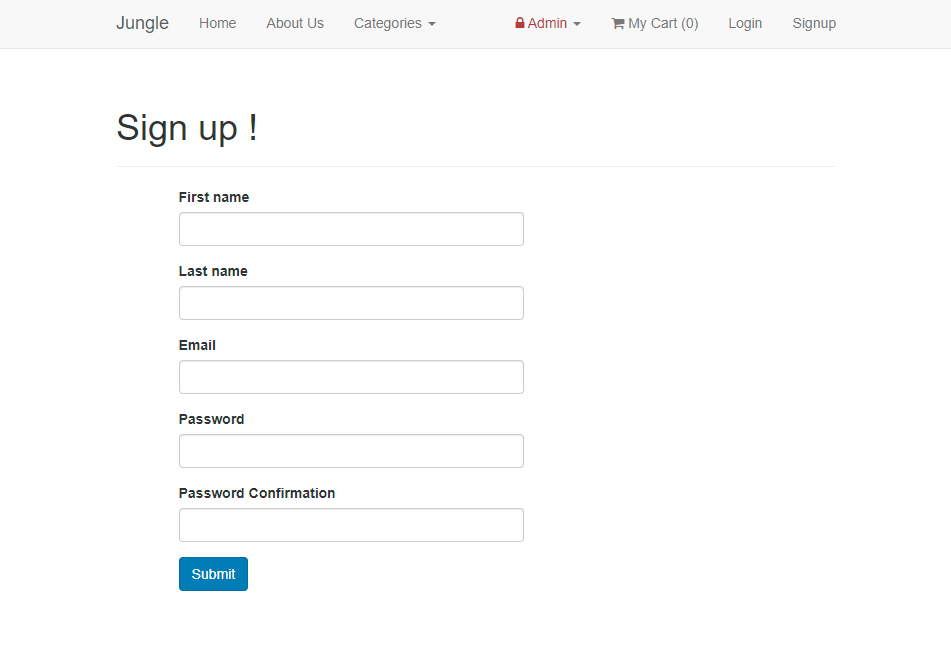 Jungle Home About Us Categories Admin My Cart (0) Login Signup
Sign up !
First name
Last name
Email
Password
Password Confirmation
Submit